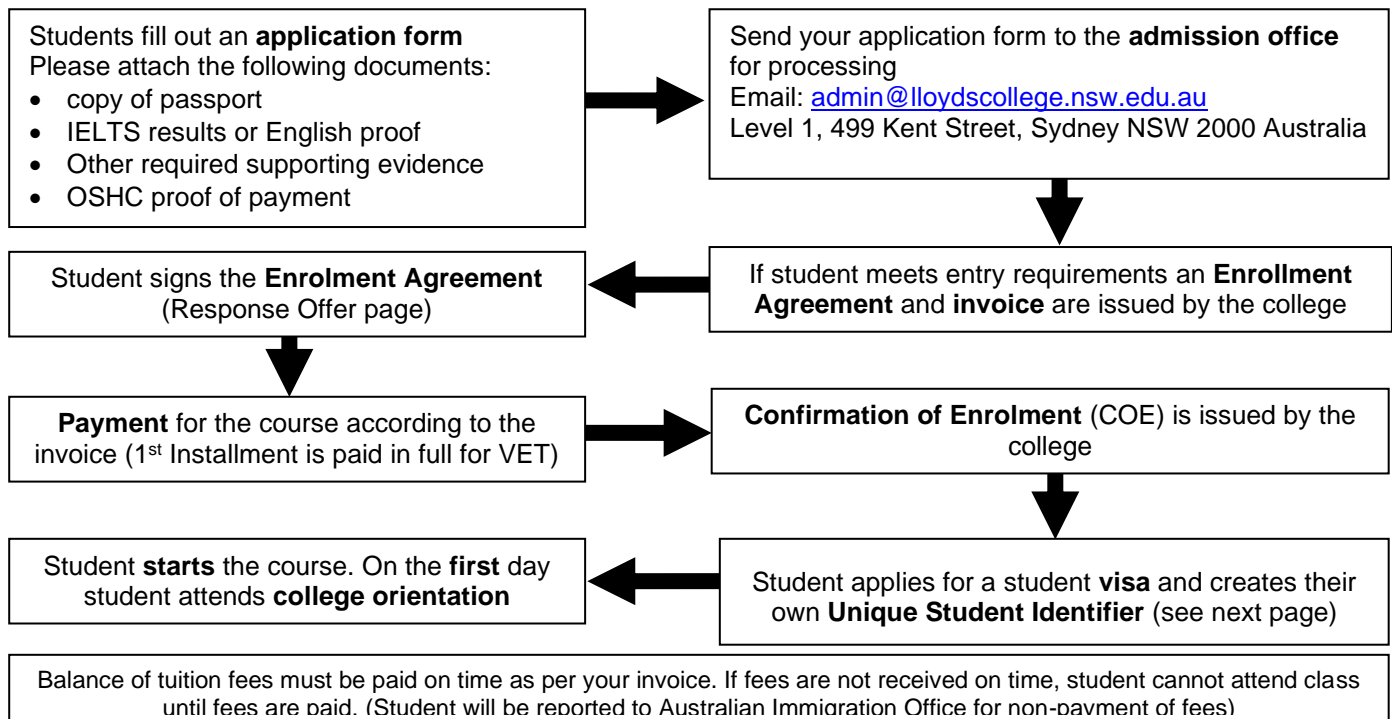 Students fill out an application form
Please attach the following documents:
• copy of passport
• IELTS results or English proof
• Other required supporting evidence
• OSHC proof of payment
Send your application form to the admission office
for processing
Email: admin@lloydscollege.nsw.edu.au
Level 1, 499 Kent Street, Sydney NSW 2000 Australia
If student meets entry requirements an Enrollment
Agreement and invoice are issued by the college
Student signs the Enrolment Agreement
(Response Offer page)
Payment for the course according to the
invoice (1st Installment is paid in full for VET)
Confirmation of Enrolment (COE) is issued by the
college
Student applies for a student visa and creates their
own Unique Student Identifier (see next page)
Student starts the course. On the first day
student attends college orientation
Balance of tuition fees must be paid on time as per your invoice. If fees are not received on time, student cannot attend class
until fees are paid. (Student will be reported to Australian Immigration Office for non-payment of fees)